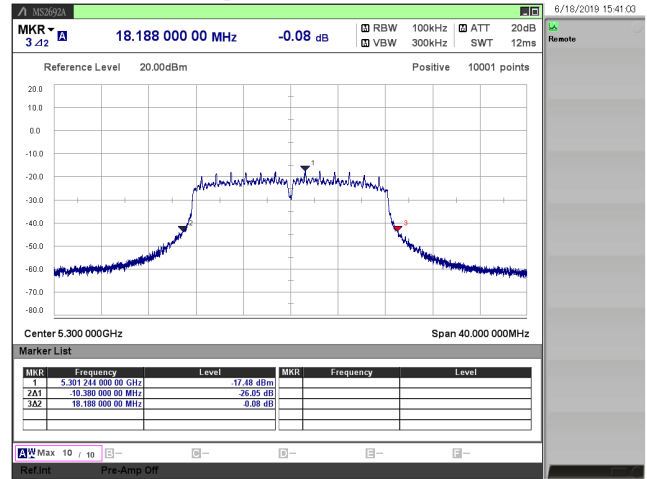 MS2692A
6/18/2019 15:41:03
MKR
3 Δ2
A
18.188 000 00 MHz
-0.08 dB
M RBW 100kHz
M VBW 300kHz
M ATT 20dB
SWT 12ms
Remote
Reference Level 20.00dBm
Positive 10001 points
20.0
10.0
0.0
-10.0
-20.0
-30.0
-40.0
-50.0
-60.0
-70.0
-80.0
1
2
3
Center 5.300 000GHz
Span 40.000 000MHz
Marker List
MKR Frequency Level MKR Frequency Level
1 5.301 244 000 00 GHz -17.48 dBm
2Δ1 -10.380 000 00 MHz -26.05 dB
3Δ2 18.188 000 00 MHz -0.08 dB
A W Max 10 / 10 B-- C-- D-- E-- F--
Ref.Int Pre-Amp Off